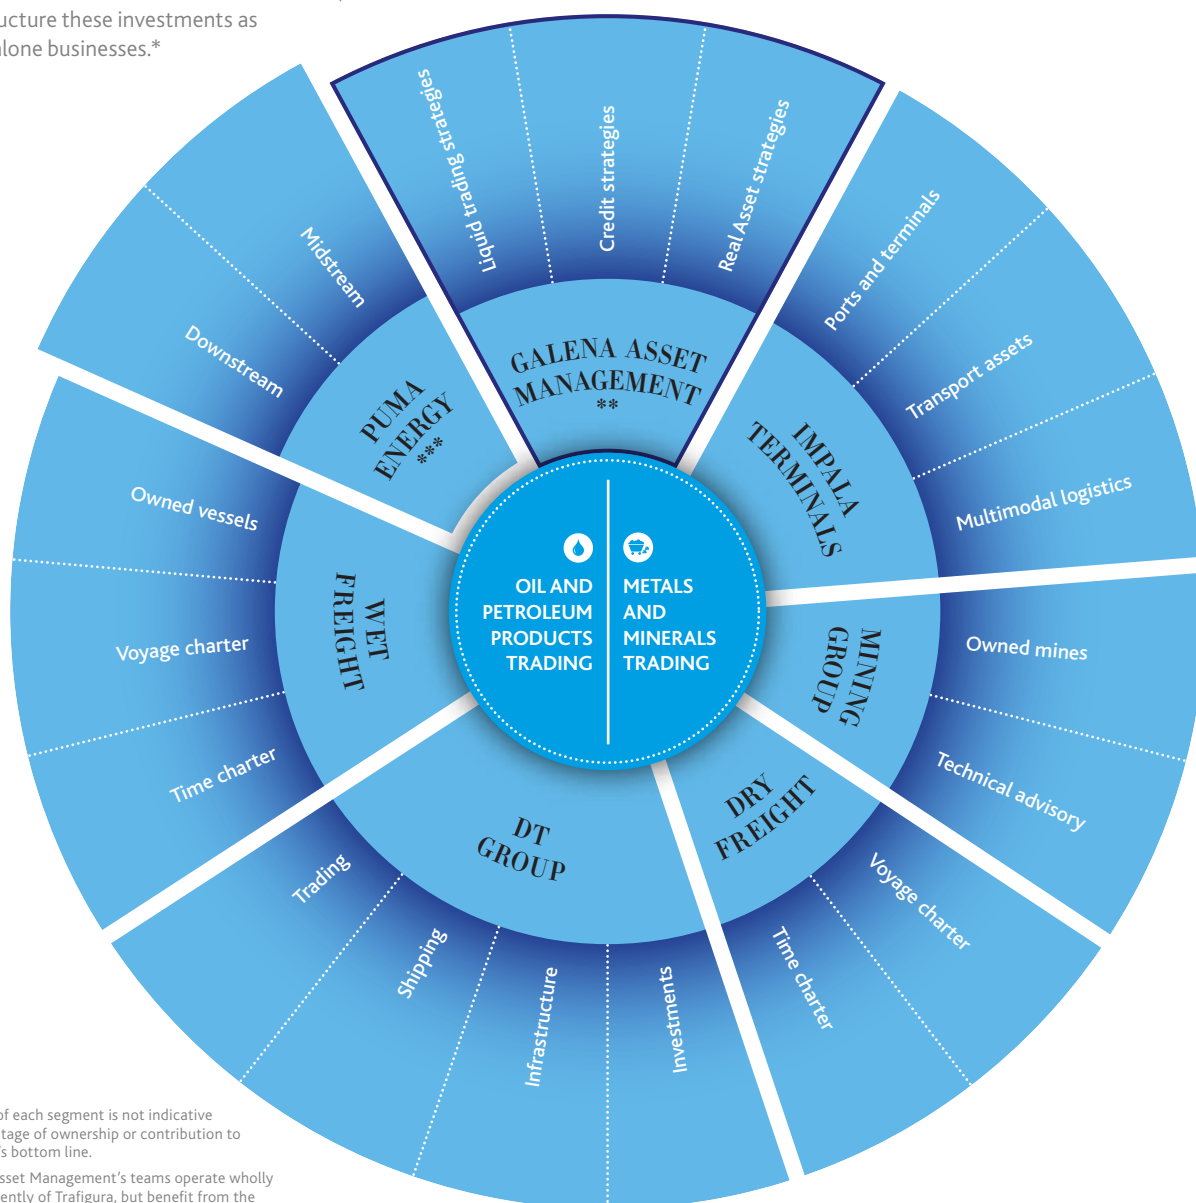 ucture these investments as
alone businesses.*
Liquid trading strategies
Credit strategies
Real Asset strategies
GALENA ASSET
MANAGEMENT
**
Ports and terminals
Transport assets
Multimodal logistics
IMPALA
TERMINALS
Owned mines
Technical advisory
MINING
GROUP
Voyage charter
Time charter
DRY
FREIGHT
Investments
Infrastructure
Shipping
Trading
DT
GROUP
Time charter
Voyage charter
Owned vessels
WET
FREIGHT
Downstream
Midstream
PUMA
ENERGY
***
OIL AND
PETROLEUM
PRODUCTS
TRADING
METALS
AND
MINERALS
TRADING
of each segment is not indicative
tage of ownership or contribution to
's bottom line.
sset Management's teams operate wholly
ently of Trafigura, but benefit from the